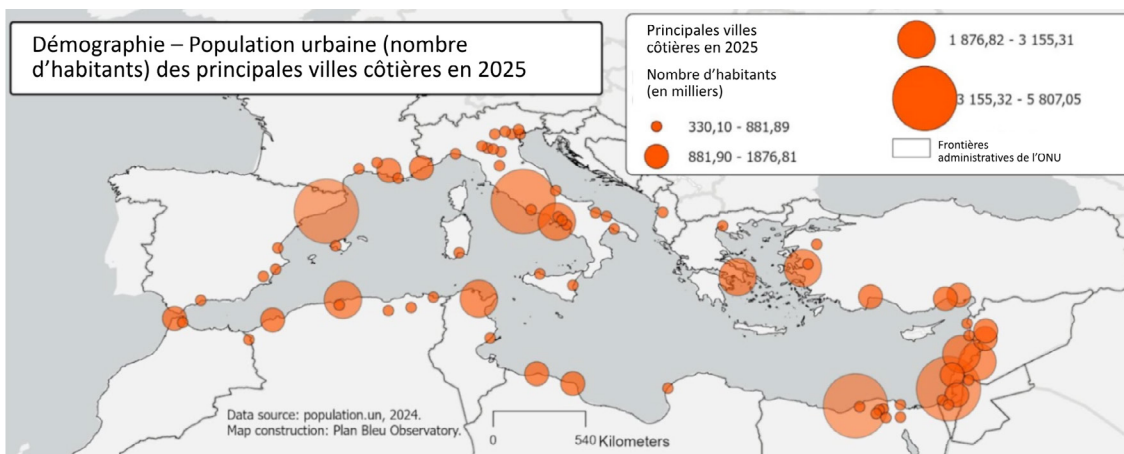 Démographie – Population urbaine (nombre
d’habitants) des principales villes côtières en 2025
Principales villes
côtières en 2025
Nombre d’habitants
(en milliers)
330,10 - 881,89
881,90 - 1876,81
1 876,82 - 3 155,31
3 155,32 - 5 807,05
Frontières
administratives de l’ONU
Data source: population.un, 2024.
Map construction: Plan Bleu Observatory.
0 540 Kilometers